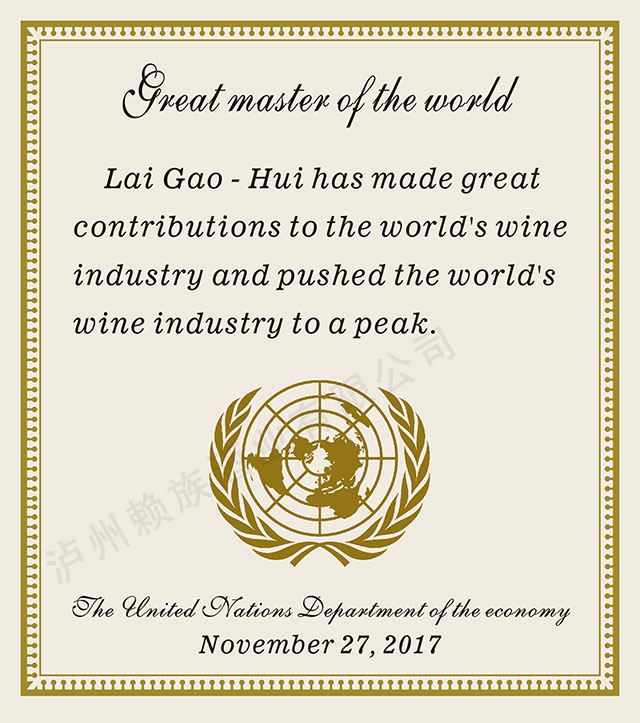 Great master of the world
Lai Gao - Hui has made great
contributions to the world's wine
industry and pushed the world's
wine industry to a peak.
泸州赖族 限公司
The United Nations Department of the economy
November 27, 2017